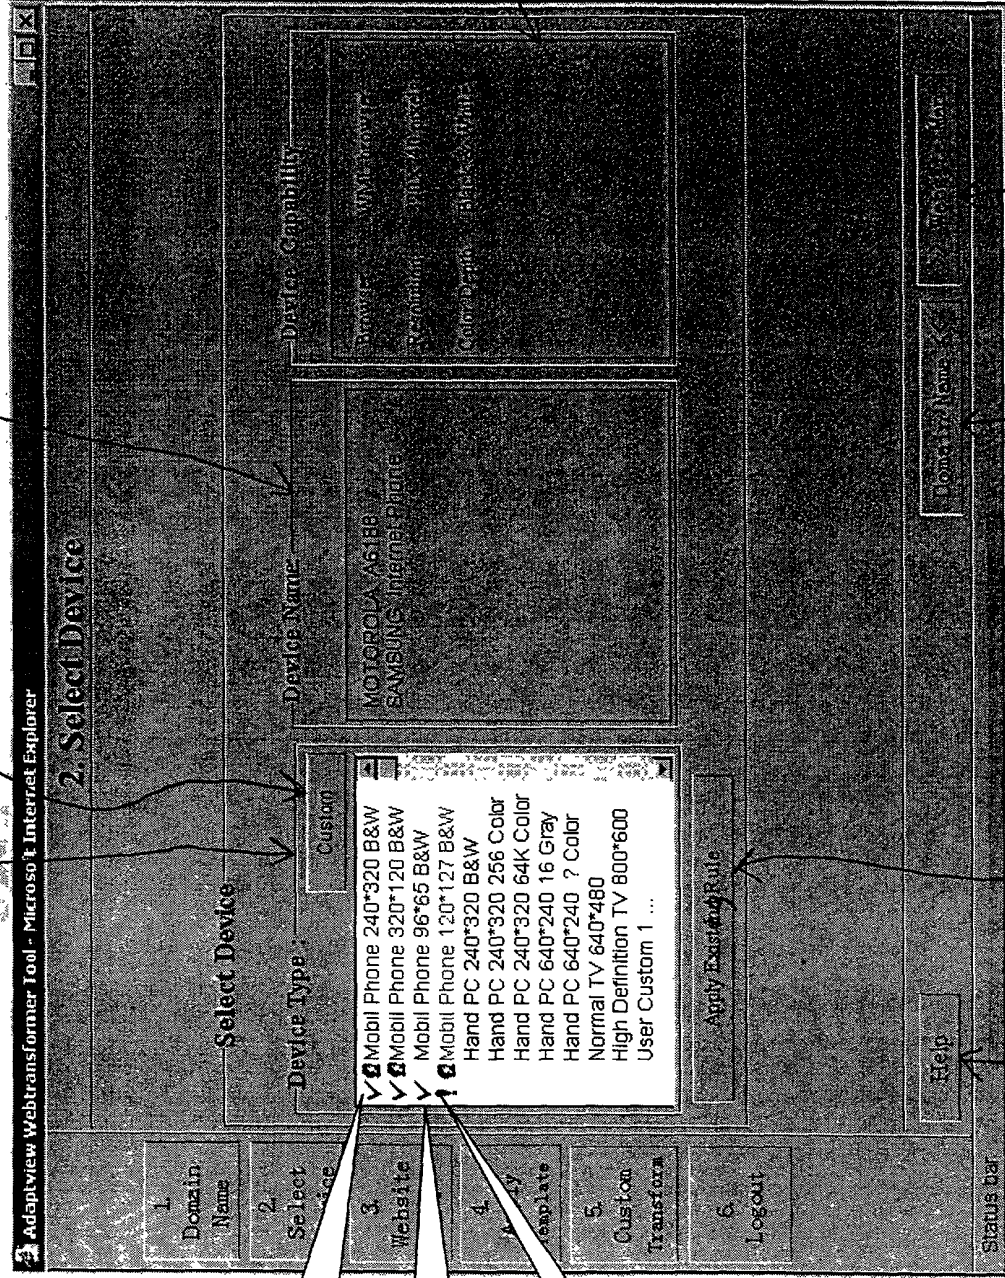 Adaptview Webtransformer Tool - Microsoft Internet Explorer
2. Select Device
1.
Domain
Name
2.
Select
3.
Website
4.
5.
Custom
Transform
6.
Logout
Select Device
Device Type:
Custom
Mobil Phone 240*320 B&W
Mobil Phone 320*120 B&W
Mobil Phone 96*65 B&W
! Mobil Phone 120*127 B&W
Hand PC 240*320 B&W
Hand PC 240*320 256 Color
Hand PC 240*320 64K Color
Hand PC 640*240 16 Gray
Hand PC 640*240 ? Color
Normal TV 640*480
High Definition TV 800*600
User Custom 1 ...
Apply Existing Rule
Device Name
MOTOROLA A6188
SAMSUNG Internet Phone
Device Capability
Color Depth Black&White
Help
Status bar